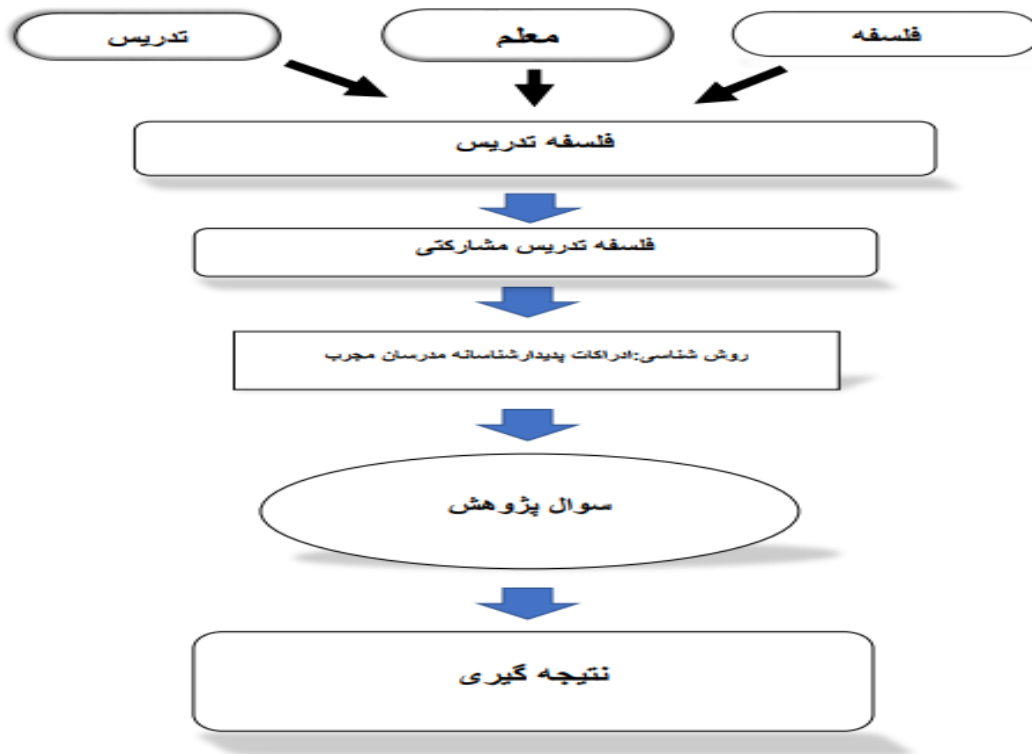 فلسفه
معلم
تدریس
فلسفه تدریس
فلسفه تدریس مشارکتی
روش شناسی:ادراکات پدیدارشناسانه مدرسان مجرب
سوال پژوهش
نتیجه گیری